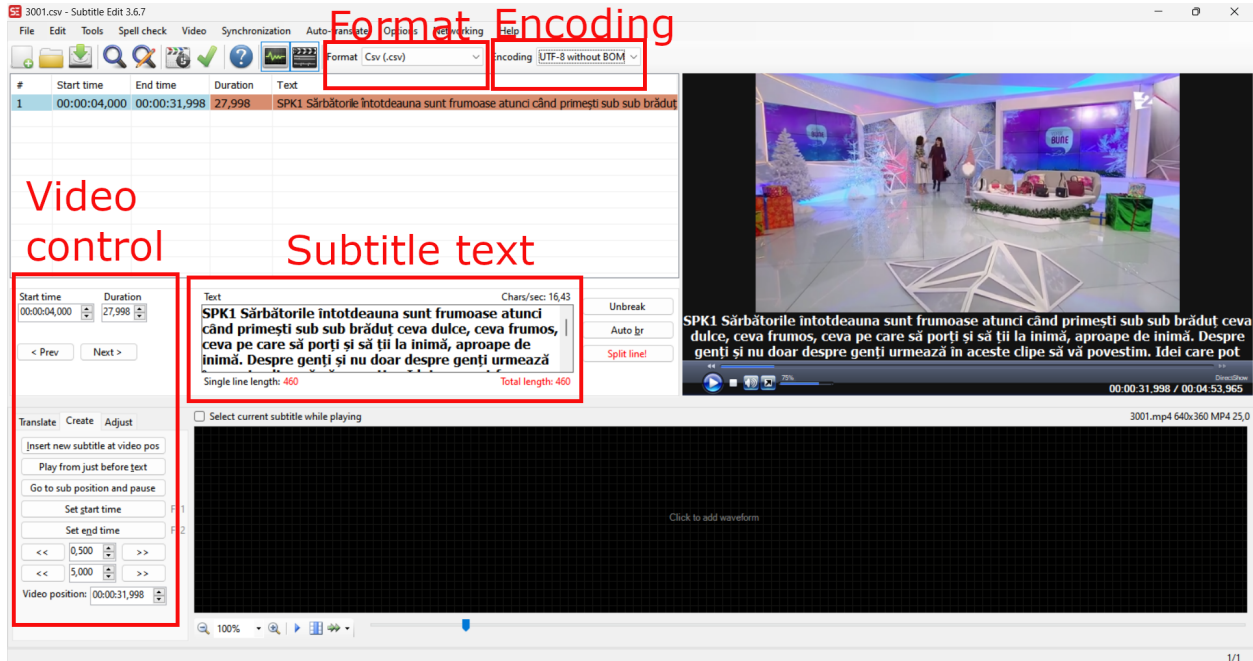 3001.csv - Subtitle Edit 3.6.7
File Edit Tools Spell check Video Synchronization Auto-translate Options Networking Help
Format Encoding
Format Csv (.csv) Encoding UTF-8 without BOM
# Start time End time Duration Text
1 00:00:04,000 00:00:31,998 27,998 SPK1 Sărbătorile întotdeauna sunt frumoase atunci când primești sub sub brăduț
BUNE
Video
control
Subtitle text
Start time Duration
00:00:04,000 27,998
< Prev Next >
Text Chars/sec: 16,43
SPK1 Sărbătorile întotdeauna sunt frumoase atunci
când primești sub sub brăduț ceva dulce, ceva frumos,
ceva pe care să porți și să ții la inimă, aproape de
inimă. Despre genți și nu doar despre genți urmează
Single line length: 460 Total length: 460
Unbreak
Auto br
Split line!
SPK1 Sărbătorile întotdeauna sunt frumoase atunci când primești sub sub brăduț ceva
dulce, ceva frumos, ceva pe care să porți și să ții la inimă, aproape de inimă. Despre
genți și nu doar despre genți urmează în aceste clipe să vă povestim. Idei care pot
75%
DirectShow
00:00:31,998 / 00:04:53,965
Translate Create Adjust
Select current subtitle while playing
3001.mp4 640x360 MP4 25,0
Insert new subtitle at video pos
Play from just before text
Go to sub position and pause
Set start time
Set end time
<< 0,500 >>
<< 5,000 >>
Video position: 00:00:31,998
Click to add waveform
100%
1/1